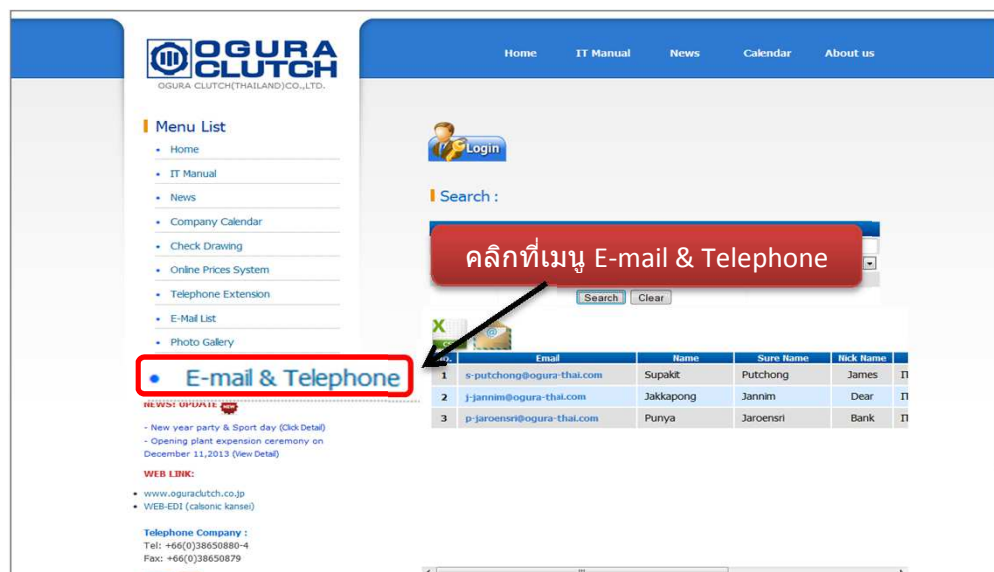 OGURA
CLUTCH
OGURA CLUTCH(THAILAND)CO.,LTD.
Home IT Manual News Calendar About us
Menu List
Home
IT Manual
News
Company Calendar
Check Drawing
Online Prices System
Telephone Extension
E-Mail List
Photo Gallery
E-mail & Telephone
NEWS! UPDATE
- New year party & Sport day (Click Detail)
- Opening plant expension ceremony on
December 11,2013 (View Detail)
WEB LINK:
www.oguraclutch.co.jp
WEB-EDI (calsonic kansei)
Telephone Company :
Tel: +66(0)38650880-4
Fax: +66(0)38650879
Login
Search :
คลิกที่เมนู E-mail & Telephone
Search Clear
No. Email Name Sure Name Nick Name
1 s-putchong@ogura-thai.com Supakit Putchong James
2 j-jannim@ogura-thai.com Jakkapong Jannim Dear
3 p-jaroensri@ogura-thai.com Punya Jaroensri Bank